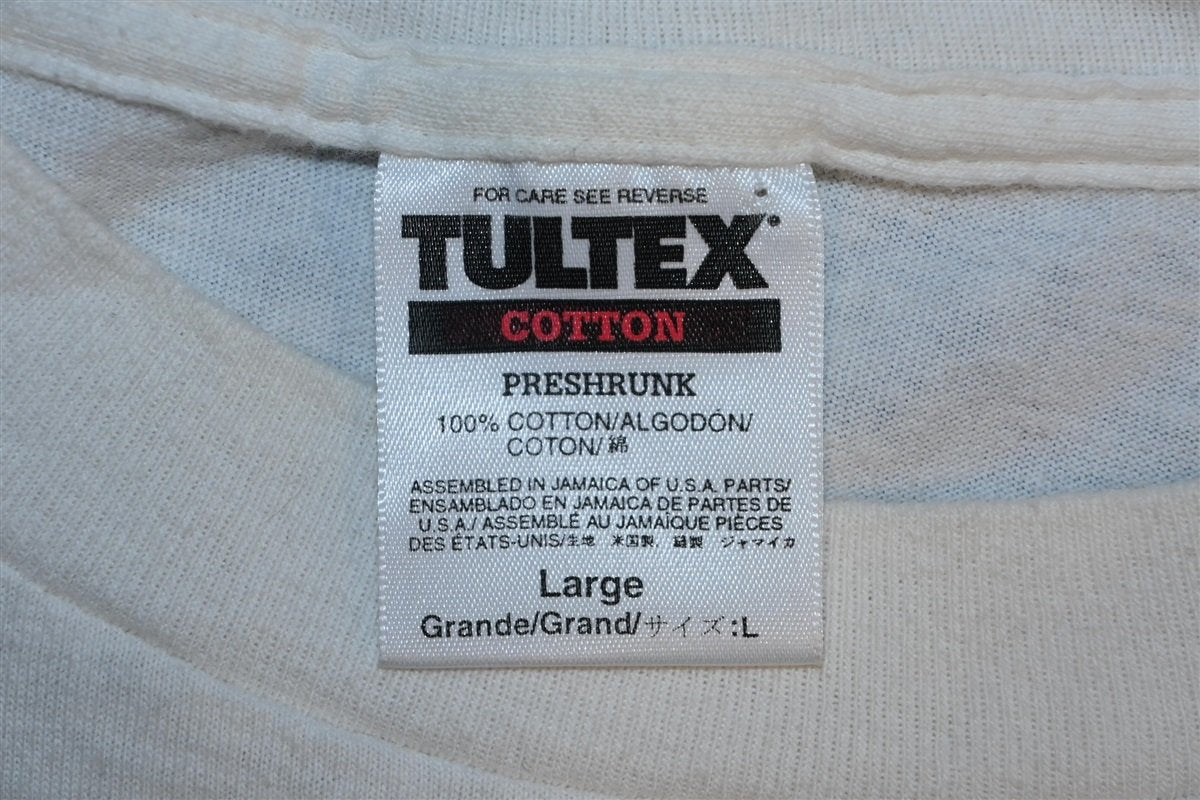 FOR CARE SEE REVERSE
TULTEX®
COTTON
PRESHRUNK
100% COTTON/ALGODÓN/
COTON/綿
ASSEMBLED IN JAMAICA OF U.S.A. PARTS/
ENSAMBLADO EN JAMAICA DE PARTES DE
U.S.A./ ASSEMBLÉ AU JAMAÏQUE PIÈCES
DES ÉTATS-UNIS/生地 米国製, 縫製 ジャマイカ
Large
Grande/Grand/サイズ:L